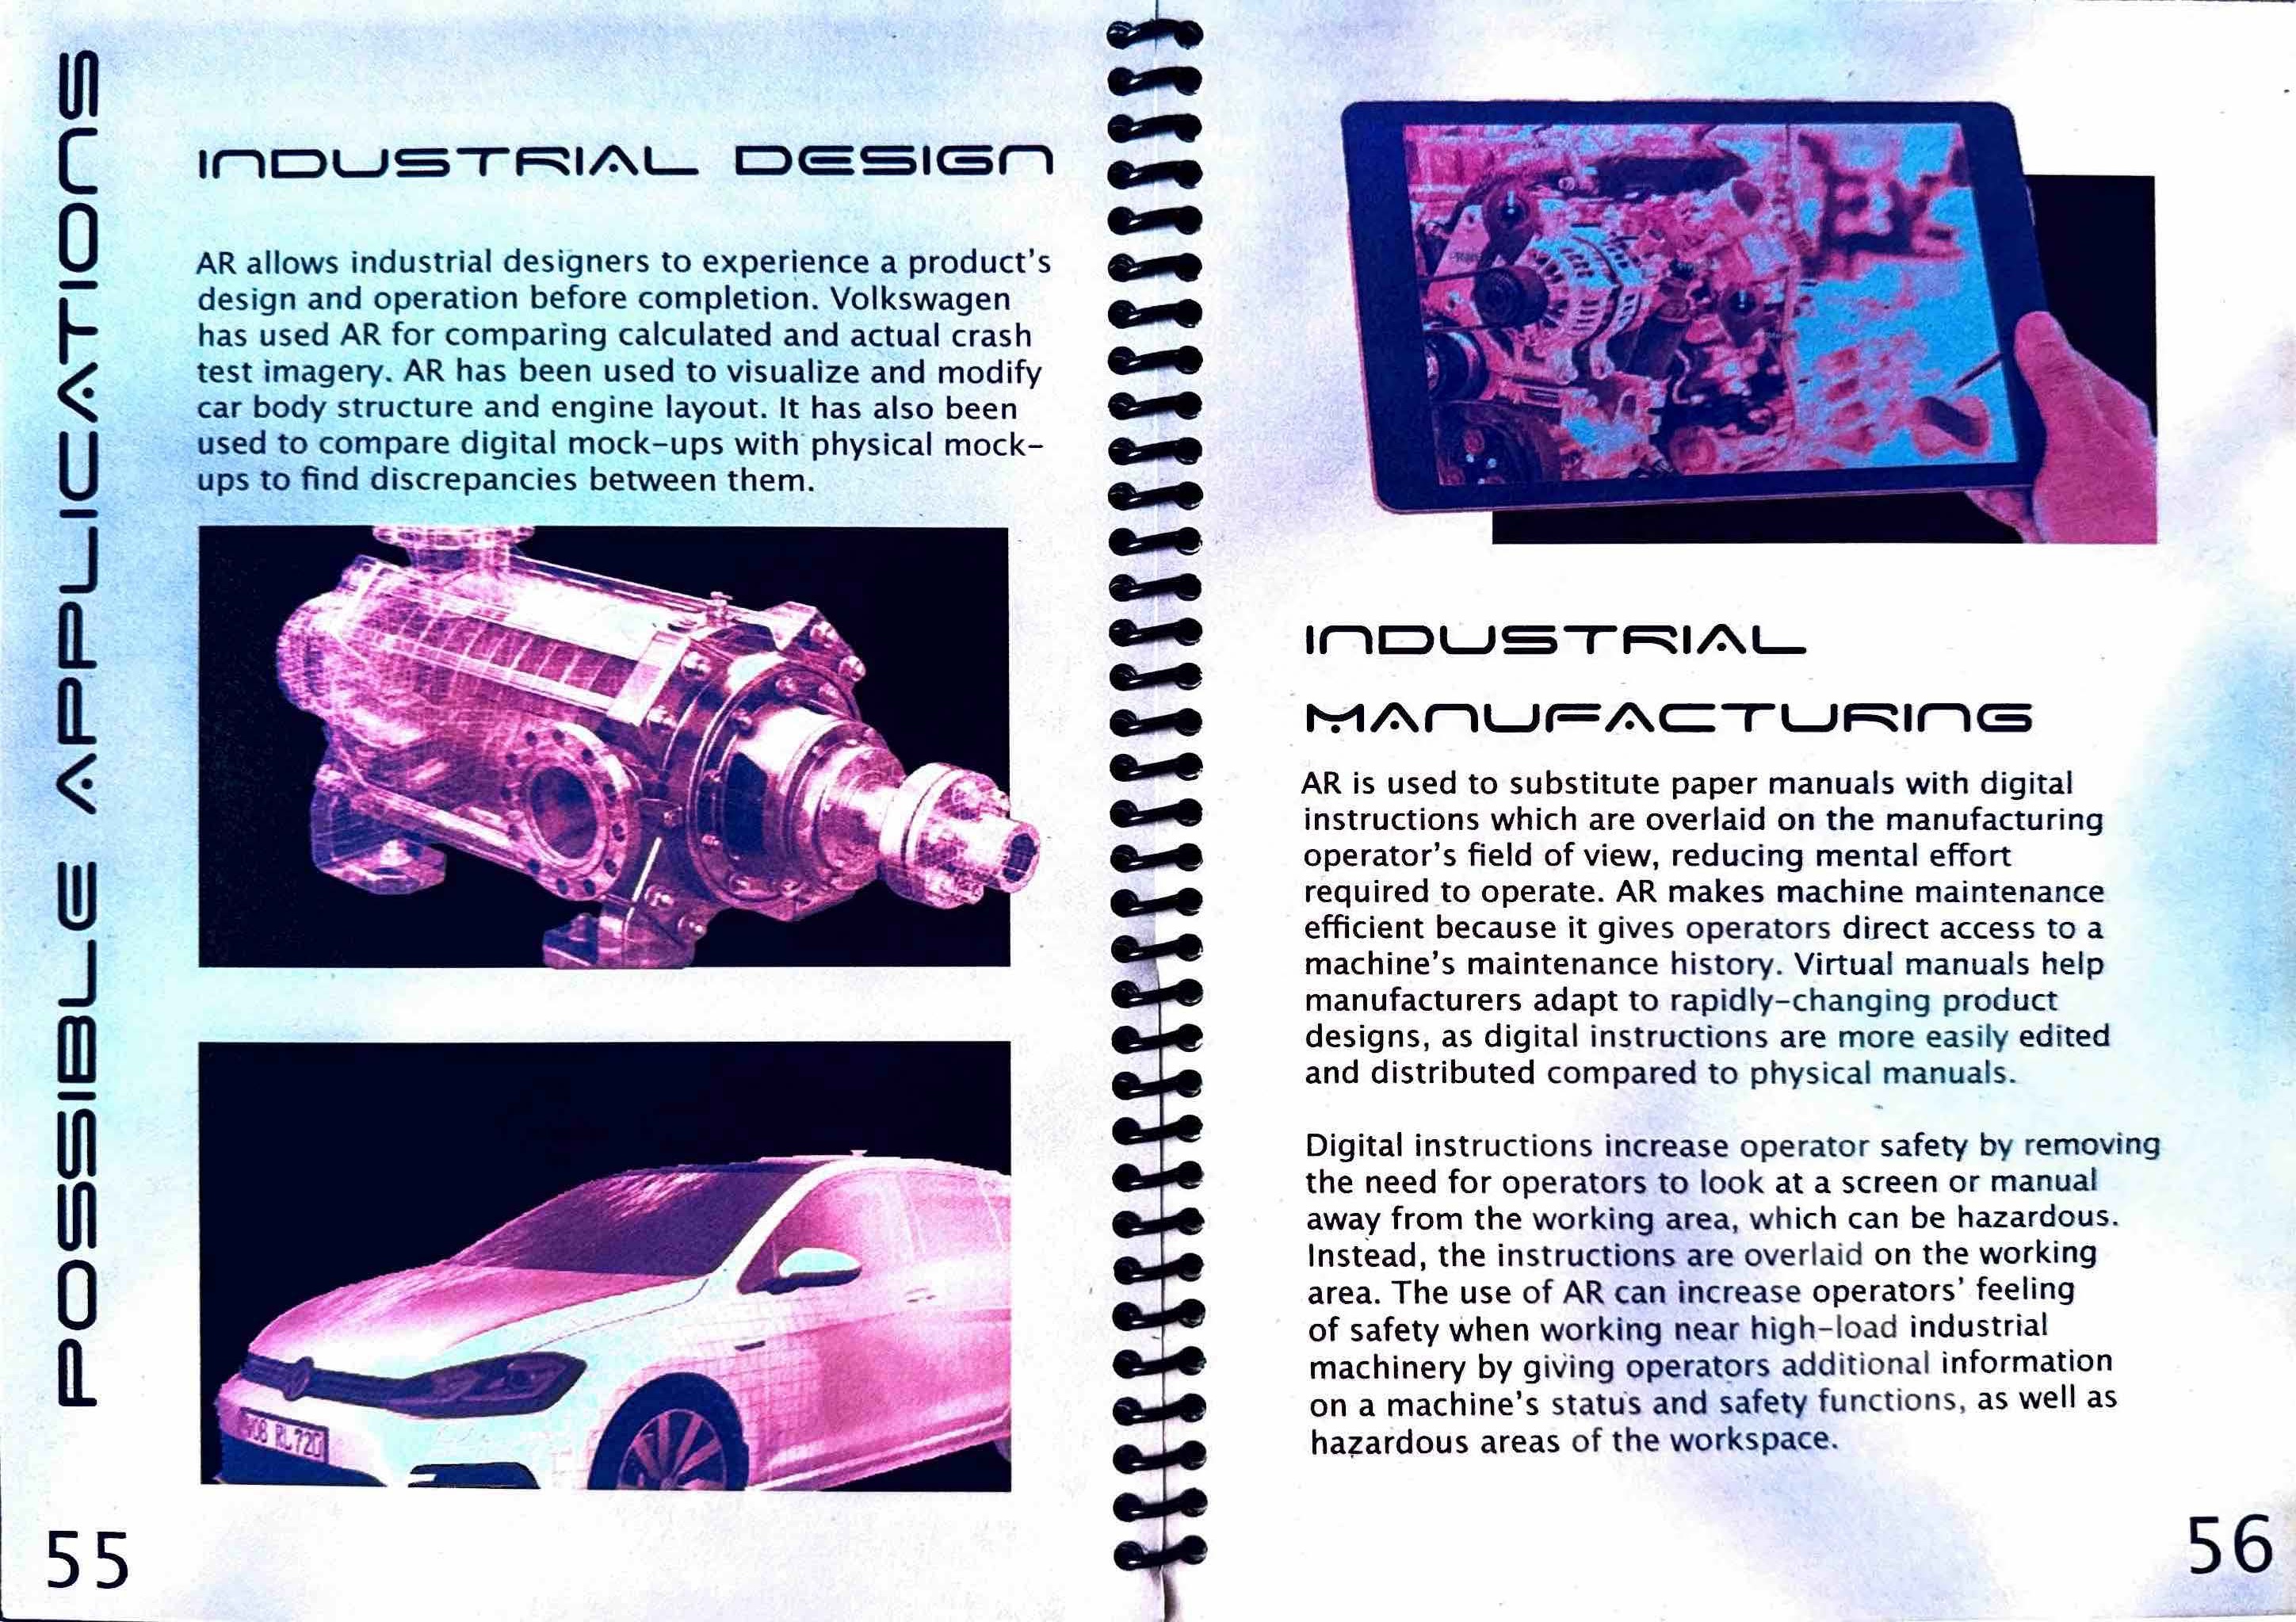 POSSIBLE APPLICATIONS
INDUSTRIAL DESIGN
AR allows industrial designers to experience a product's
design and operation before completion. Volkswagen
has used AR for comparing calculated and actual crash
test imagery. AR has been used to visualize and modify
car body structure and engine layout. It has also been
used to compare digital mock-ups with physical mock-
ups to find discrepancies between them.
RL 720
55
INDUSTRIAL
MANUFACTURING
AR is used to substitute paper manuals with digital
instructions which are overlaid on the manufacturing
operator's field of view, reducing mental effort
required to operate. AR makes machine maintenance
efficient because it gives operators direct access to a
machine's maintenance history. Virtual manuals help
manufacturers adapt to rapidly-changing product
designs, as digital instructions are more easily edited
and distributed compared to physical manuals.
Digital instructions increase operator safety by removing
the need for operators to look at a screen or manual
away from the working area, which can be hazardous.
Instead, the instructions are overlaid on the working
area. The use of AR can increase operators' feeling
of safety when working near high-load industrial
machinery by giving operators additional information
on a machine's status and safety functions, as well as
hazardous areas of the workspace.
56